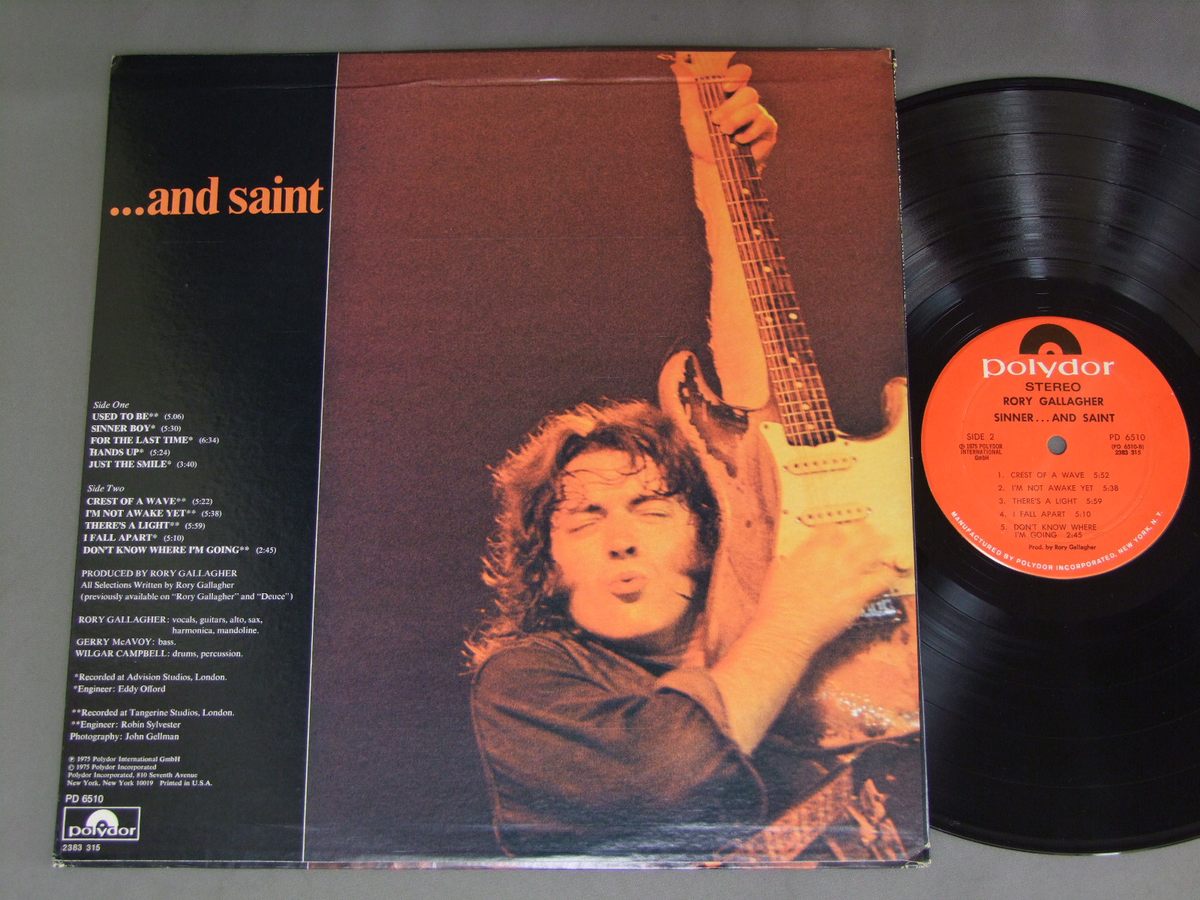 ...and saint
Side One
USED TO BE** (5.06)
SINNER BOY* (5:30)
FOR THE LAST TIME* (6:34)
HANDS UP* (5:24)
JUST THE SMILE* (3:40)
Side Two
CREST OF A WAVE** (5:22)
I'M NOT AWAKE YET** (5:38)
THERE'S A LIGHT** (5:59)
I FALL APART* (5:10)
DON'T KNOW WHERE I'M GOING** (2:45)
PRODUCED BY RORY GALLAGHER
All Selections Written by Rory Gallagher
(previously available on "Rory Gallagher" and "Deuce")
RORY GALLAGHER: vocals, guitars, alto, sax,
harmonica, mandoline.
GERRY McAVOY: bass.
WILGAR CAMPBELL: drums, percussion.
*Recorded at Advision Studios, London.
*Engineer: Eddy Offord
**Recorded at Tangerine Studios, London.
**Engineer: Robin Sylvester
Photography: John Gellman
℗ 1975 Polydor International GmbH
© 1975 Polydor Incorporated
Polydor Incorporated, 810 Seventh Avenue
New York, New York 10019 Printed in U.S.A.
PD 6510
polydor
2383 315
polydor
STEREO
RORY GALLAGHER
SINNER...AND SAINT
SIDE 2
℗ 1975 POLYDOR
INTERNATIONAL
GmbH
PD 6510
(PD 6510-B)
2383 315
1. CREST OF A WAVE 5:52
2. I'M NOT AWAKE YET 5:38
3. THERE'S A LIGHT 5:59
4. I FALL APART 5:10
5. DON'T KNOW WHERE
I'M GOING 2:45
Prod. by Rory Gallagher
MANUFACTURED BY POLYDOR INCORPORATED, NEW YORK, N.Y.